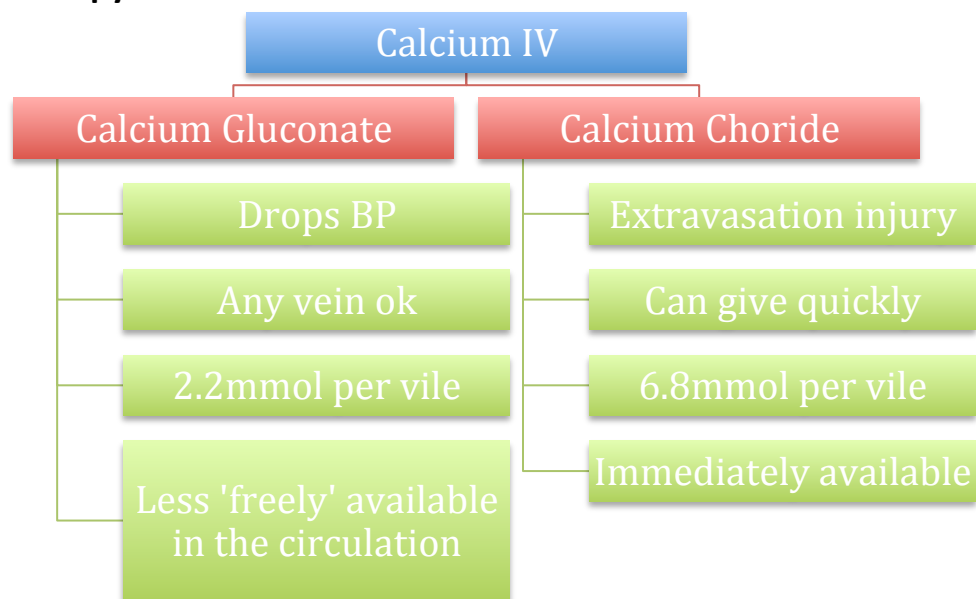 Calcium IV
Calcium Gluconate
Drops BP
Any vein ok
2.2mmol per vile
Less 'freely' available
in the circulation
Calcium Choride
Extravasation injury
Can give quickly
6.8mmol per vile
Immediately available